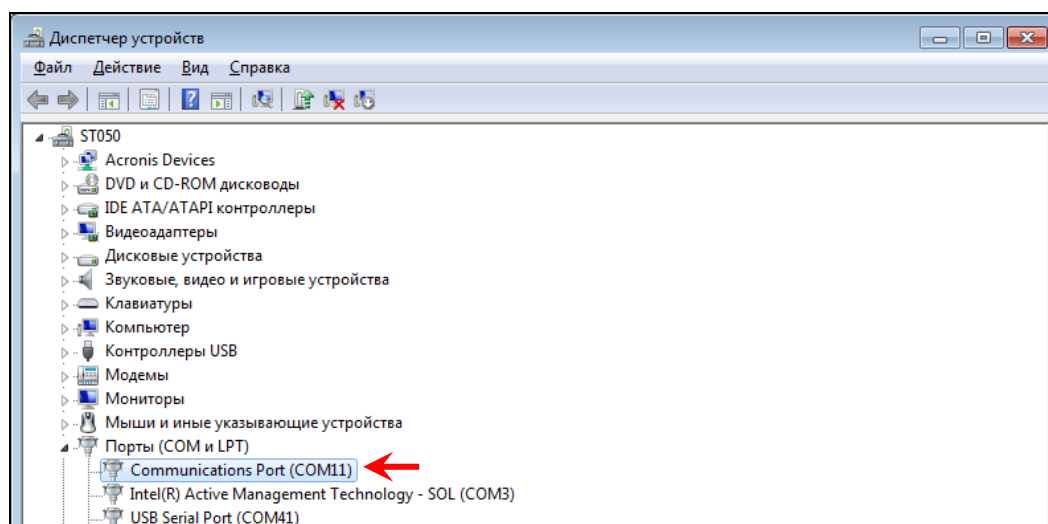 Диспетчер устройств
Файл Действие Вид Справка
ST050
Acronis Devices
DVD и CD-ROM дисководы
IDE ATA/ATAPI контроллеры
Видеоадаптеры
Дисковые устройства
Звуковые, видео и игровые устройства
Клавиатуры
Компьютер
Контроллеры USB
Модемы
Мониторы
Мыши и иные указывающие устройства
Порты (COM и LPT)
Communications Port (COM11)
Intel(R) Active Management Technology - SOL (COM3)
USB Serial Port (COM41)